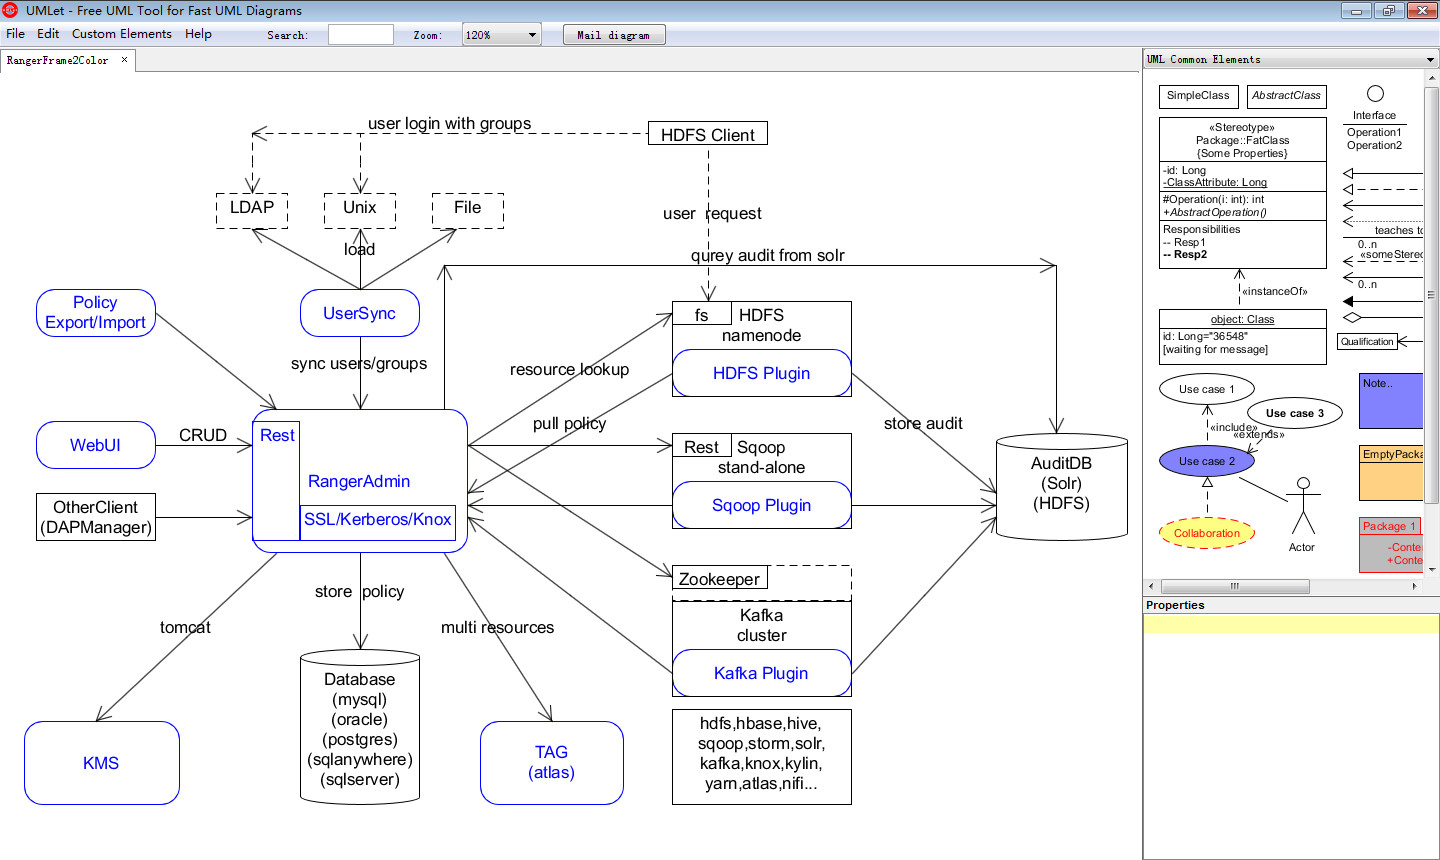 UMLet - Free UML Tool for Fast UML Diagrams
File Edit Custom Elements Help Search: Zoom: 120% Mail diagram
RangerFrame2Color ×
user login with groups
HDFS Client
LDAP
Unix
File
load
user request
qurey audit from solr
Policy
Export/Import
UserSync
sync users/groups
fs
HDFS
namenode
HDFS Plugin
resource lookup
pull policy
store audit
WebUI
CRUD
Rest
RangerAdmin
SSL/Kerberos/Knox
OtherClient
(DAPManager)
Rest
Sqoop
stand-alone
Sqoop Plugin
AuditDB
(Solr)
(HDFS)
Zookeeper
Kafka
cluster
Kafka Plugin
store policy
tomcat
multi resources
Database
(mysql)
(oracle)
(postgres)
(sqlanywhere)
(sqlserver)
KMS
TAG
(atlas)
hdfs,hbase,hive,
sqoop,storm,solr,
kafka,knox,kylin,
yarn,atlas,nifi...
UML Common Elements
SimpleClass
AbstractClass
Interface
Operation1
Operation2
«Stereotype»
Package::FatClass
{Some Properties}
-id: Long
-ClassAttribute: Long
#Operation(i: int): int
+AbstractOperation()
Responsibilities
-- Resp1
-- Resp2
teaches to
0..n
«someStereo
0..n
«instanceOf»
object: Class
id: Long="36548"
[waiting for message]
Qualification
Use case 1
Note..
Use case 3
«include»
«extends»
Use case 2
EmptyPacka
Collaboration
Actor
Package 1
-Conte
+Conte
Properties